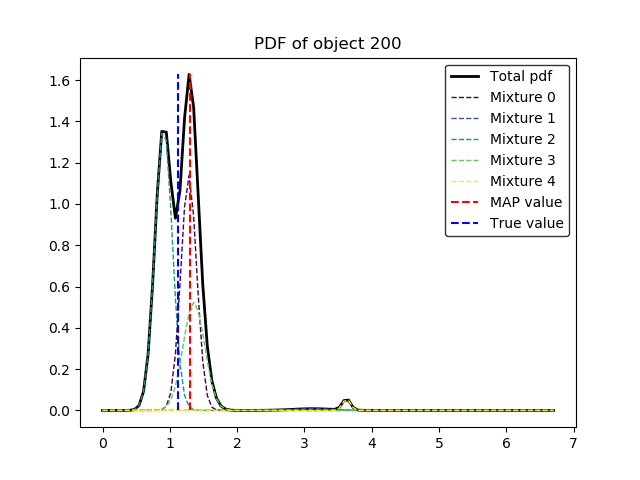 PDF of object 200
Total pdf
Mixture 0
Mixture 1
Mixture 2
Mixture 3
Mixture 4
MAP value
True value
1.6
1.4
1.2
1.0
0.8
0.6
0.4
0.2
0.0
0 1 2 3 4 5 6 7